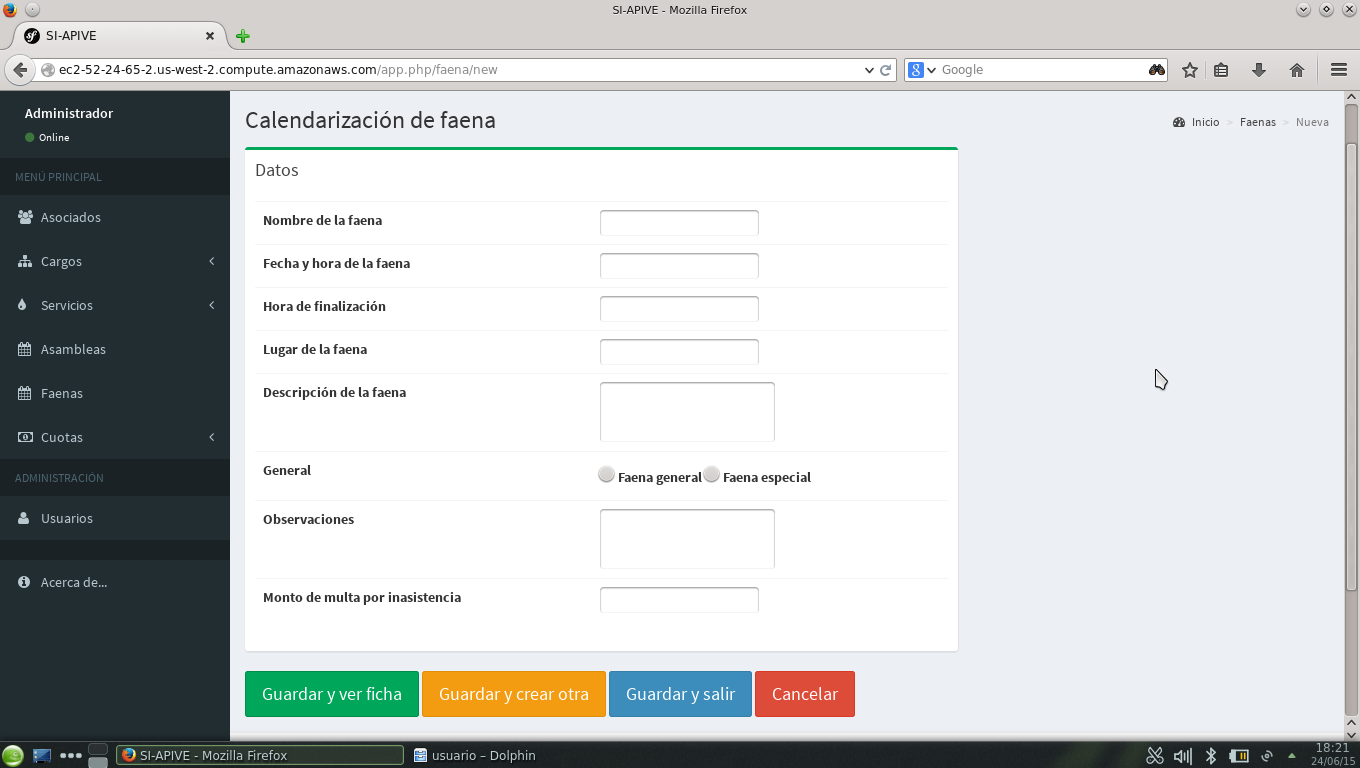 SI-APIVE - Mozilla Firefox
SI-APIVE
ec2-52-24-65-2.us-west-2.compute.amazonaws.com/app.php/faena/new
Google
Administrador
Online
MENÚ PRINCIPAL
Asociados
Cargos
Servicios
Asambleas
Faenas
Cuotas
ADMINISTRACIÓN
Usuarios
Acerca de...
Calendarización de faena
Inicio > Faenas > Nueva
Datos
Nombre de la faena
Fecha y hora de la faena
Hora de finalización
Lugar de la faena
Descripción de la faena
General
Faena general Faena especial
Observaciones
Monto de multa por inasistencia
Guardar y ver ficha Guardar y crear otra Guardar y salir Cancelar
SI-APIVE - Mozilla Firefox
usuario – Dolphin
18:21
24/06/15